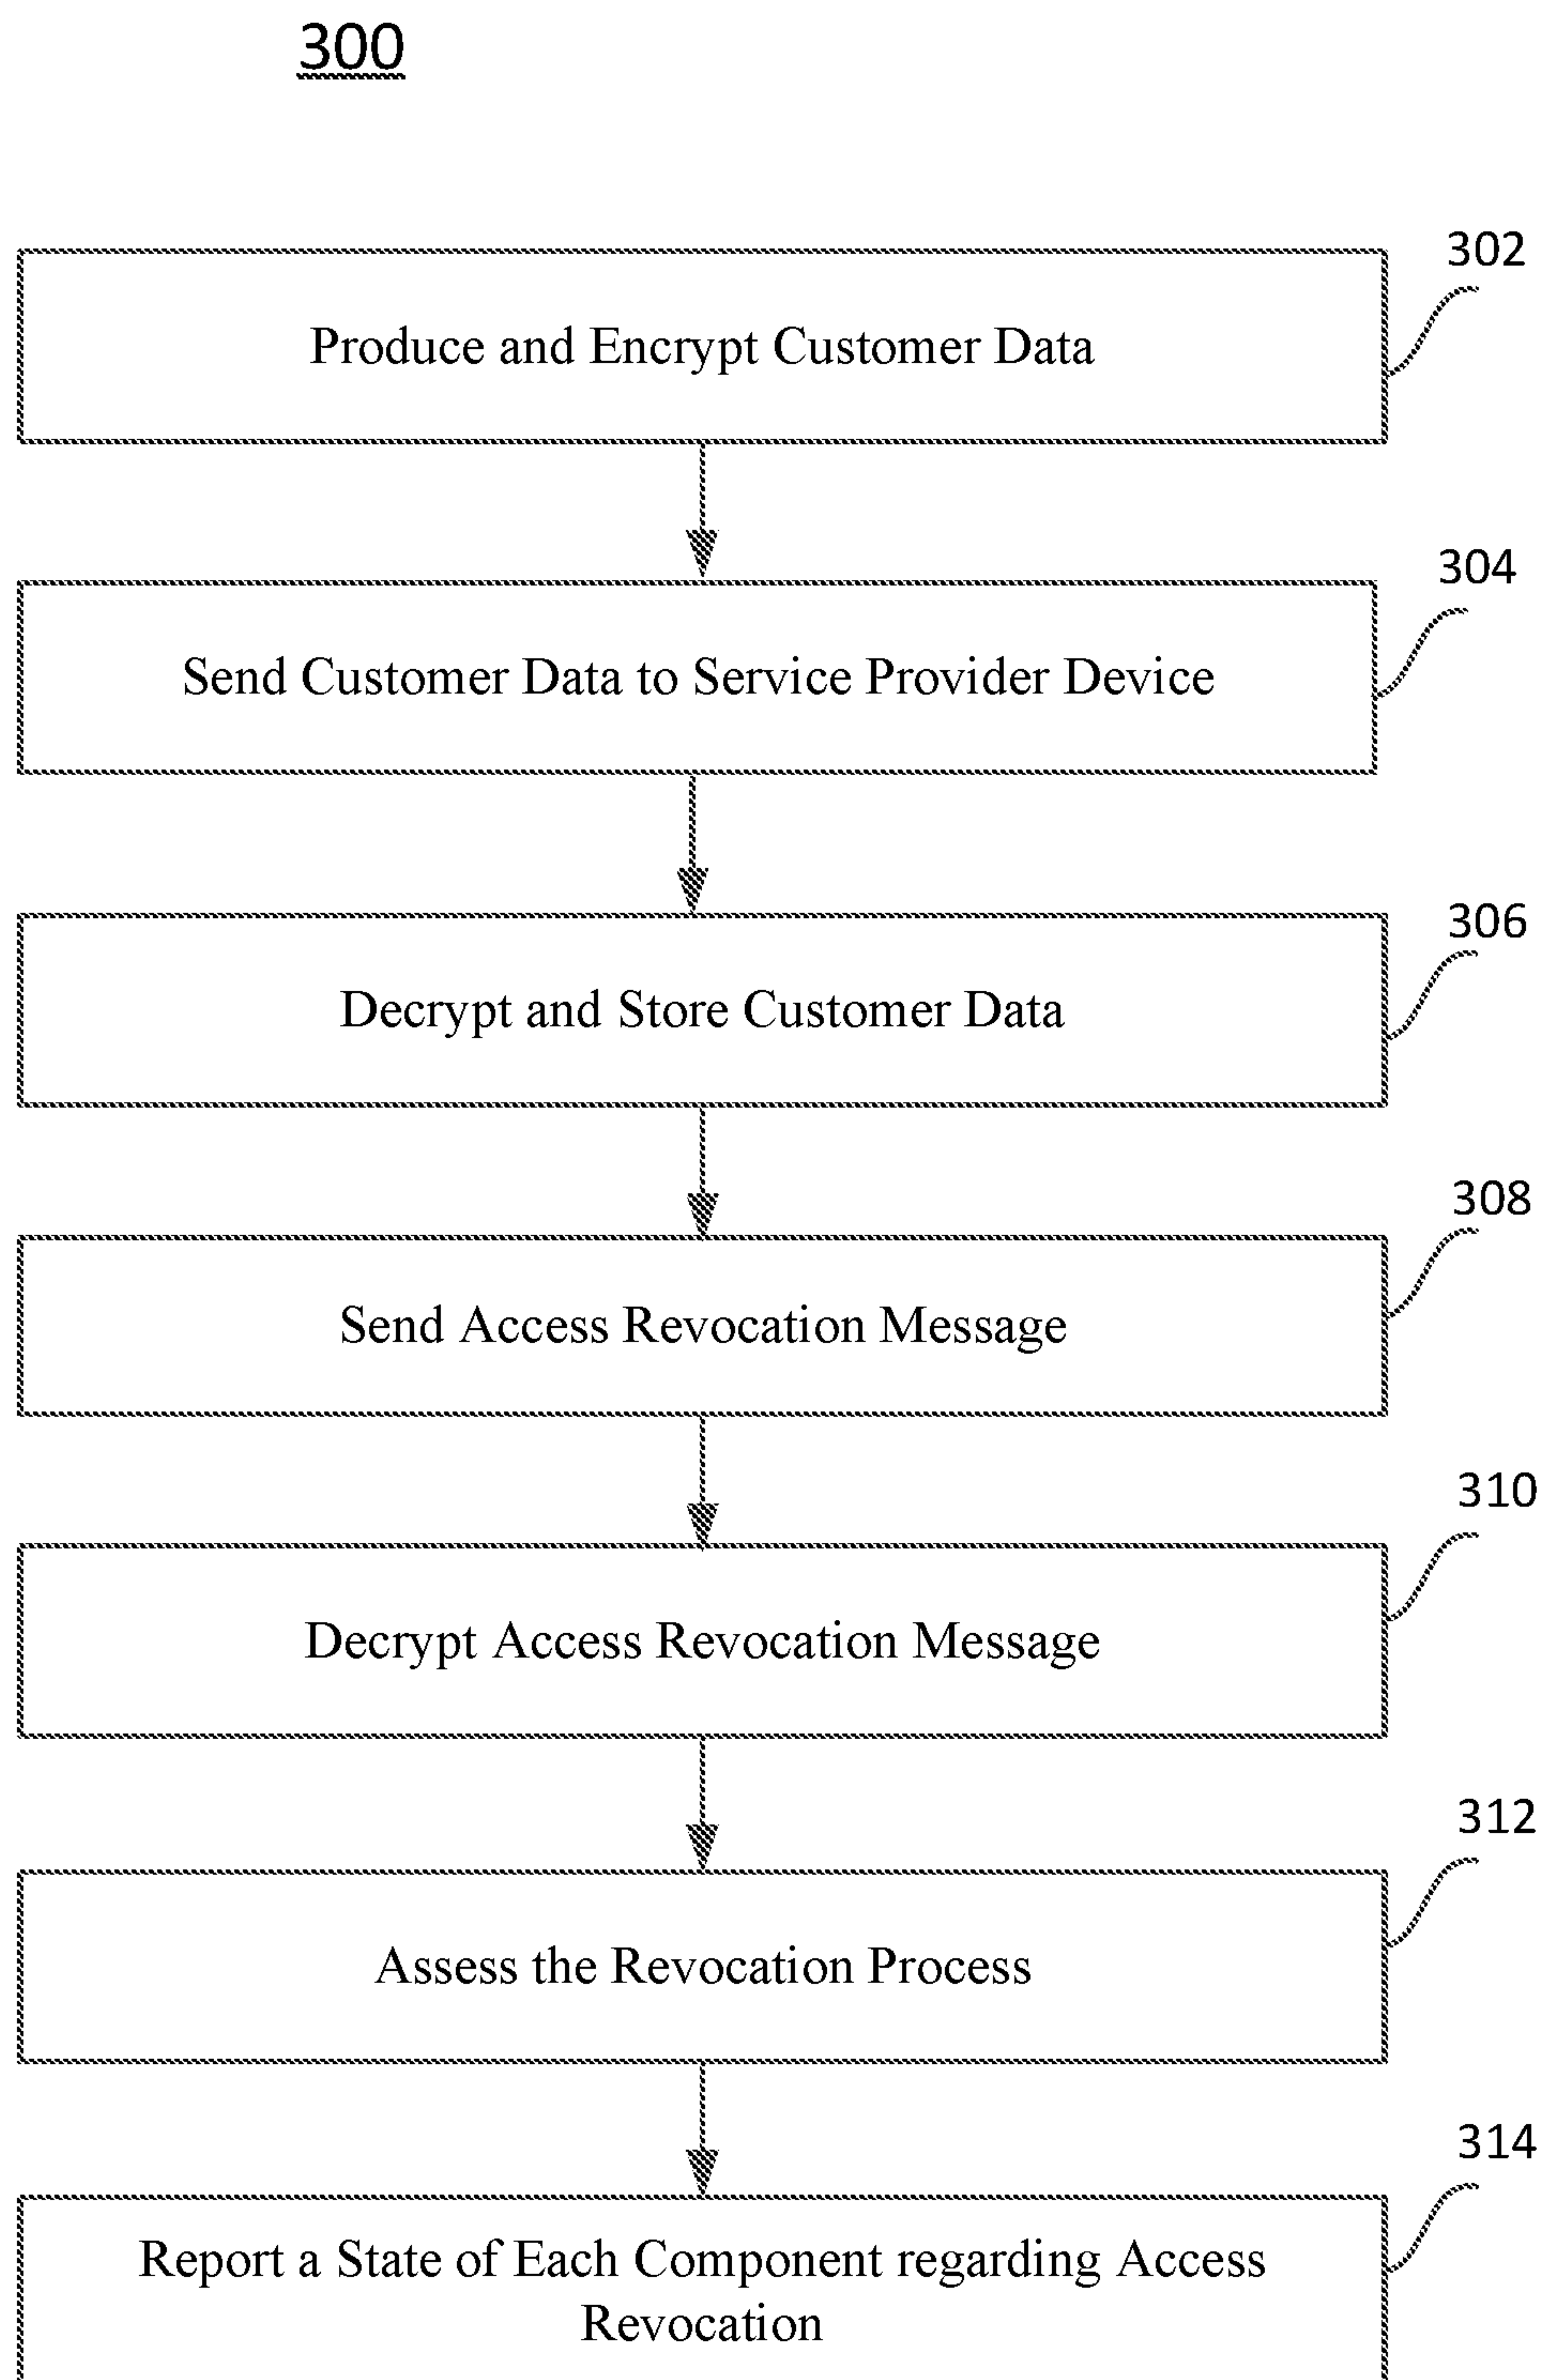 300
302
Produce and Encrypt Customer Data
304
Send Customer Data to Service Provider Device
306
Decrypt and Store Customer Data
308
Send Access Revocation Message
310
Decrypt Access Revocation Message
312
Assess the Revocation Process
314
Report a State of Each Component regarding Access
Revocation